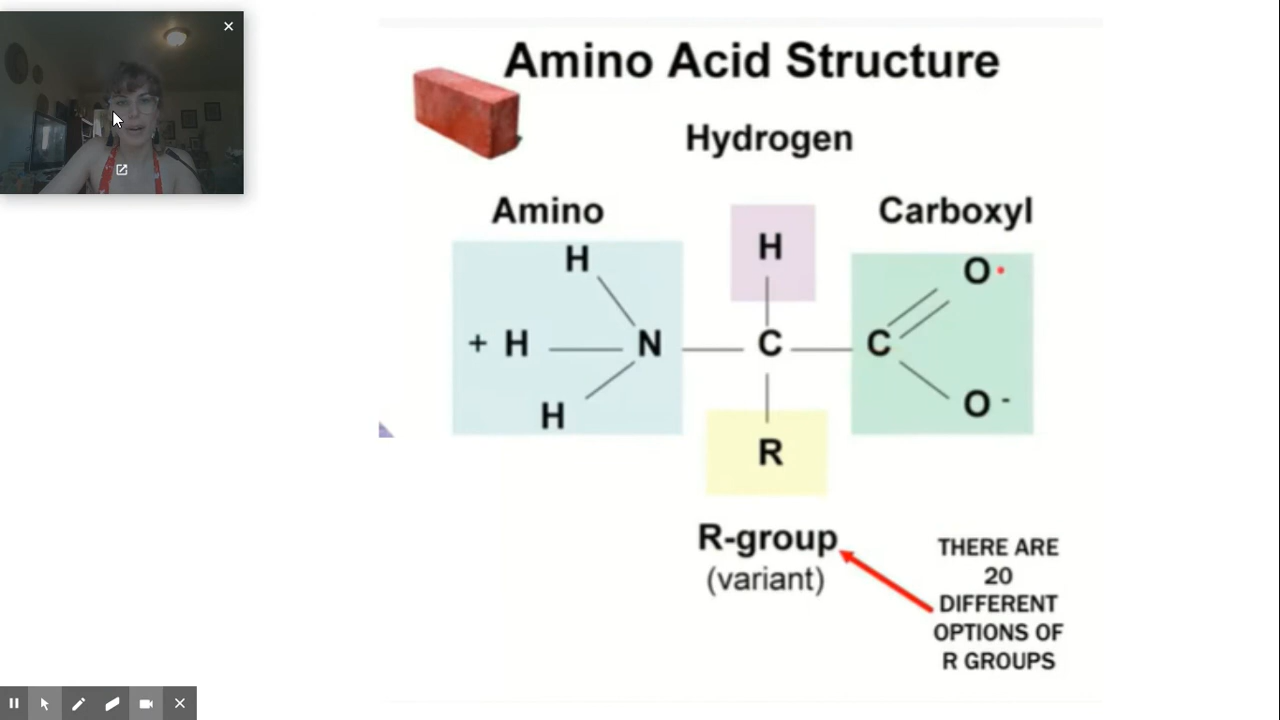 Amino Acid Structure
Hydrogen
Amino
Carboxyl
H
H
O
+ H
N
C
C
H
O -
R
R-group
(variant)
THERE ARE
20
DIFFERENT
OPTIONS OF
R GROUPS